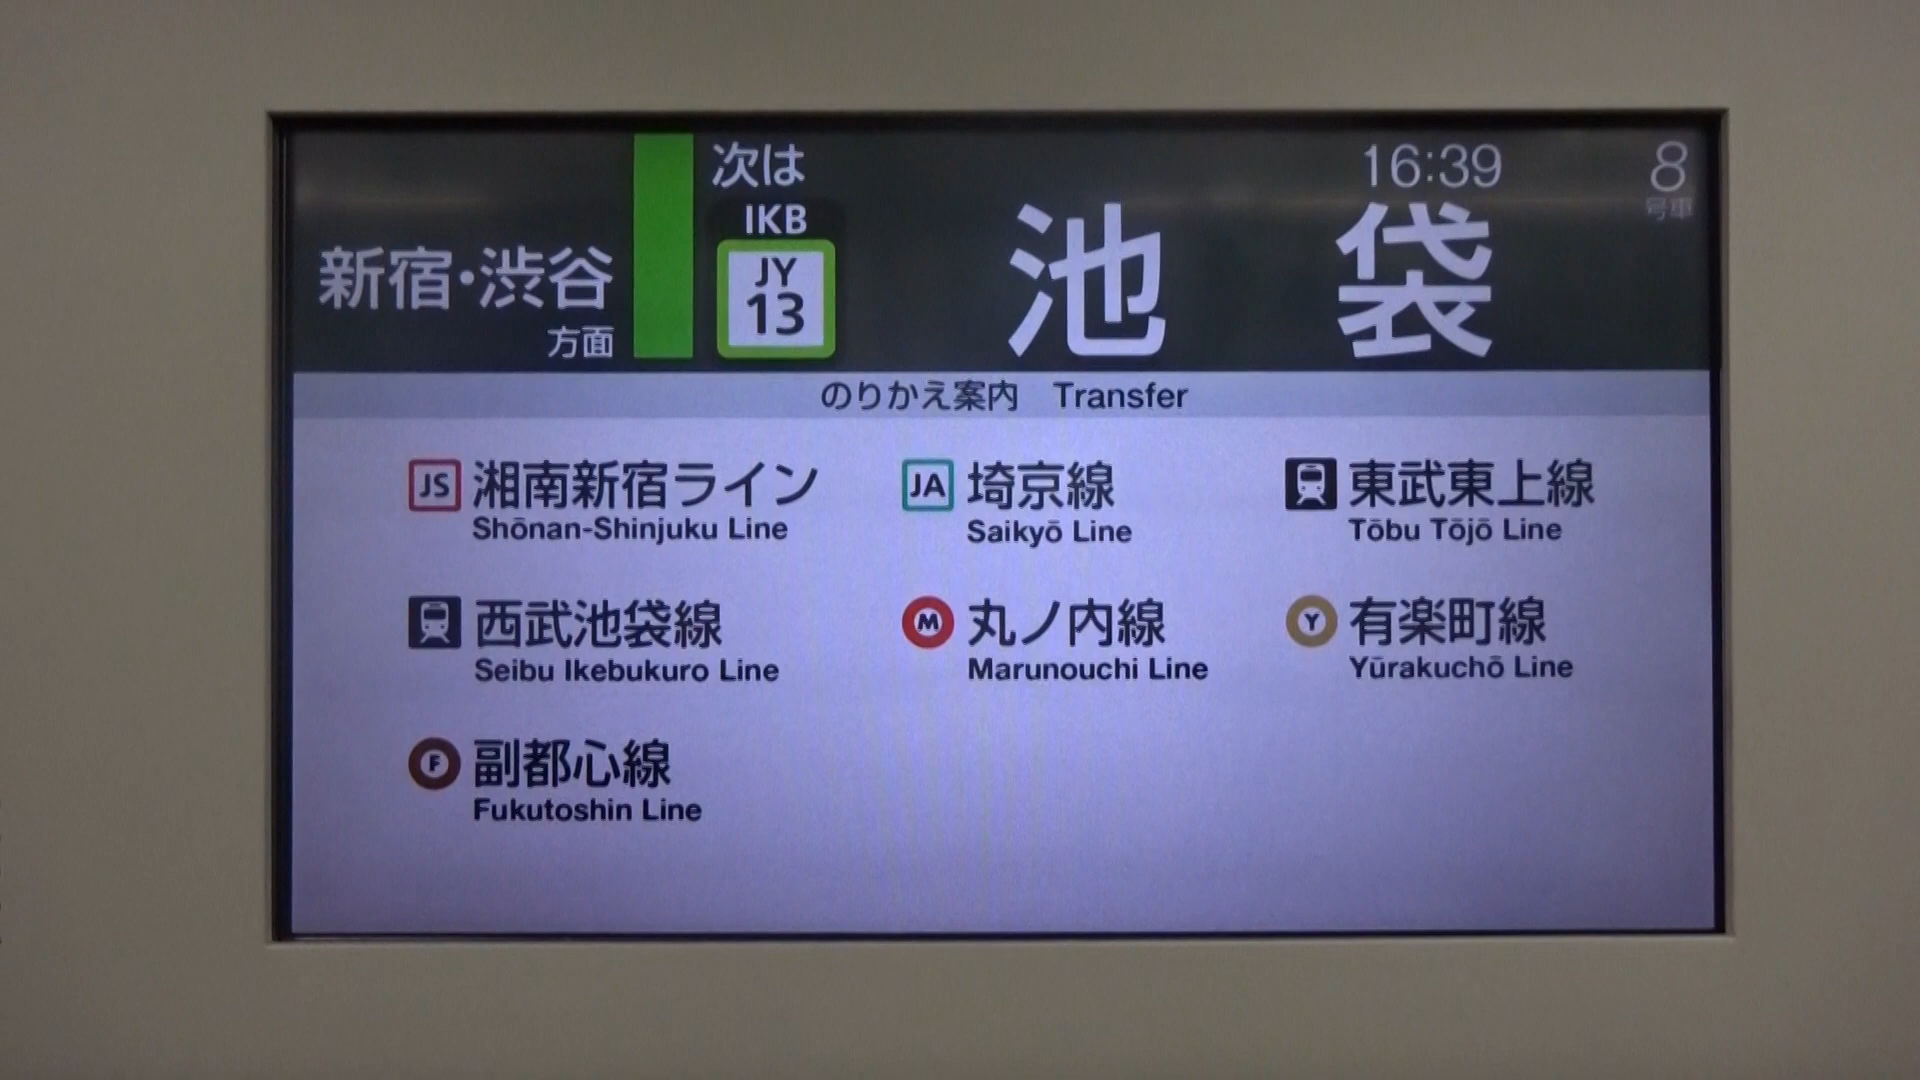 新宿・渋谷
方面
次は
IKB
JY
13
池袋
16:39
8
号車
のりかえ案内 Transfer
JS 湘南新宿ライン
Shōnan-Shinjuku Line
JA 埼京線
Saikyō Line
東武東上線
Tōbu Tōjō Line
西武池袋線
Seibu Ikebukuro Line
M 丸ノ内線
Marunouchi Line
Y 有楽町線
Yūrakuchō Line
F 副都心線
Fukutoshin Line